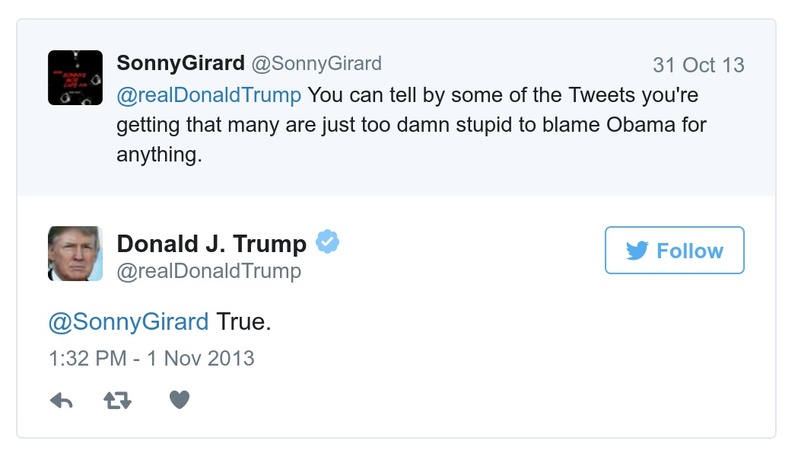 SonnyGirard @SonnyGirard 31 Oct 13
@realDonaldTrump You can tell by some of the Tweets you're
getting that many are just too damn stupid to blame Obama for
anything.
Donald J. Trump
@realDonaldTrump
Follow
@SonnyGirard True.
1:32 PM - 1 Nov 2013